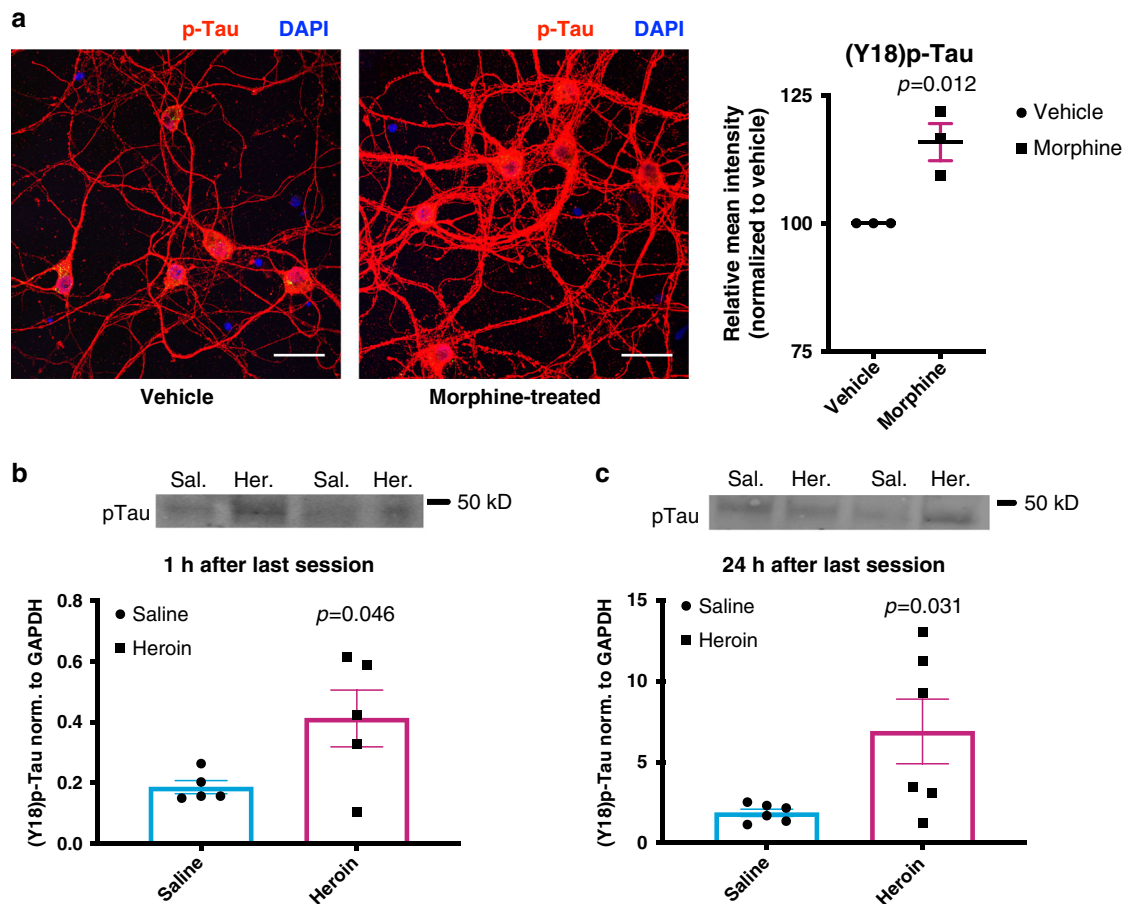 a
p-Tau DAPI
p-Tau DAPI
Vehicle
Morphine-treated
(Y18)p-Tau
p=0.012
Relative mean intensity
(normalized to vehicle)
125
100
75
Vehicle
Morphine
Vehicle
Morphine
b
Sal. Her. Sal. Her.
50 kD
pTau
1 h after last session
(Y18)p-Tau norm. to GAPDH
0.8
0.6
0.4
0.2
0.0
Saline
Heroin
p=0.046
Saline
Heroin
c
Sal. Her. Sal. Her.
50 kD
pTau
24 h after last session
(Y18)p-Tau norm. to GAPDH
15
10
5
0
Saline
Heroin
p=0.031
Saline
Heroin